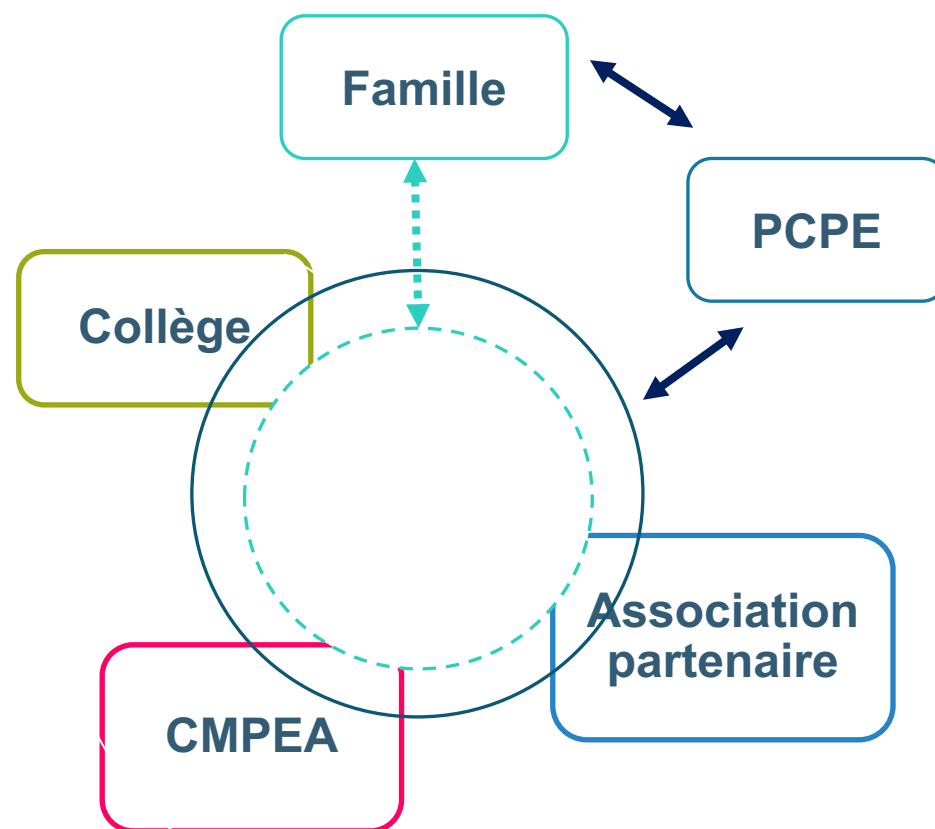 Famille
PCPE
Collège
Association
partenaire
CMPEA